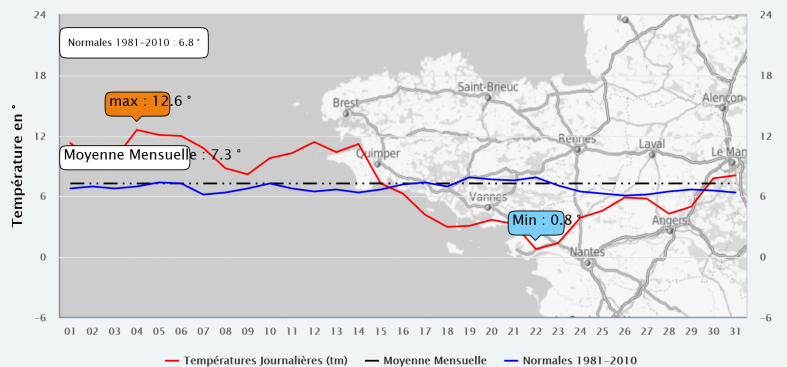 24
24
Normales 1981-2010 : 6.8 °
18
18
Saint-Brieuc
max : 12.6 °
Brest
Alençon
12
12
Rennes
Laval
Moyenne Mensuelle : 7.3 °
Quimper
Le Man
Température en °
6
6
Vannes
Min : 0.8 °
Angers
Nantes
0
0
-6
-6
01 02 03 04 05 06 07 08 09 10 11 12 13 14 15 16 17 18 19 20 21 22 23 24 25 26 27 28 29 30 31
Températures Journalières (tm) Moyenne Mensuelle Normales 1981-2010